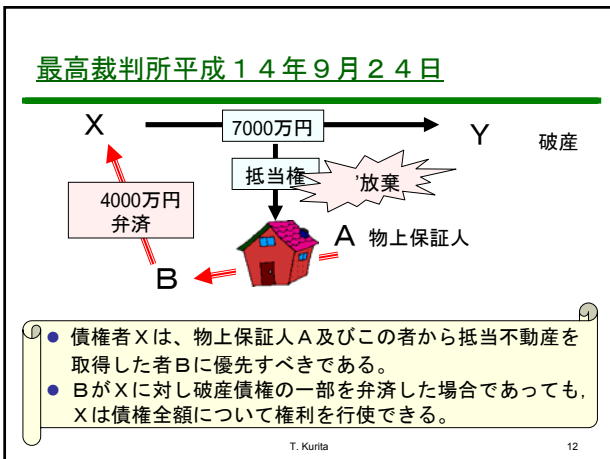 最高裁判所平成１４年９月２４日
X
7000万円
Y
破産
抵当権
'放棄
4000万円
弁済
A 物上保証人
B
● 債権者Ｘは、物上保証人Ａ及びこの者から抵当不動産を
取得した者Ｂに優先すべきである。
● ＢがＸに対し破産債権の一部を弁済した場合であっても,
Ｘは債権全額について権利を行使できる。
T. Kurita
12